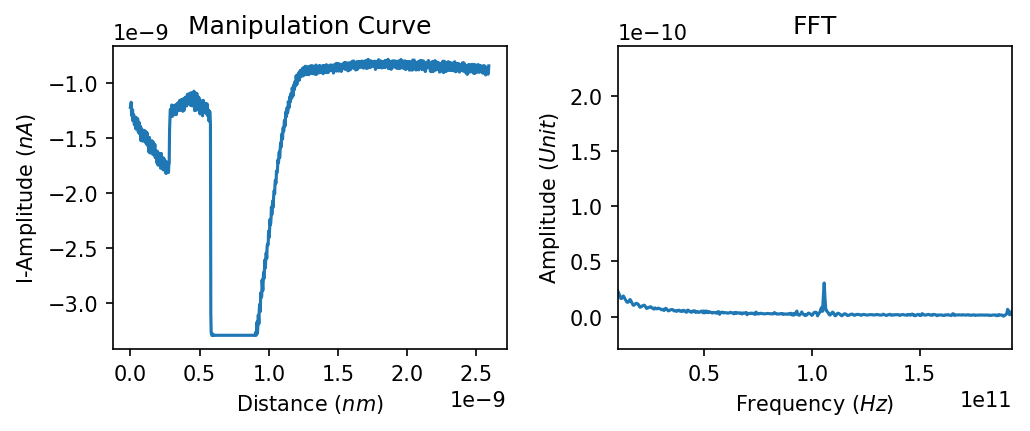 Manipulation Curve
1e−9
I-Amplitude (nA)
−1.0
−1.5
−2.0
−2.5
−3.0
0.0 0.5 1.0 1.5 2.0 2.5
Distance (nm)
1e−9
FFT
1e−10
Amplitude (Unit)
2.0
1.5
1.0
0.5
0.0
0.5 1.0 1.5
Frequency (Hz)
1e11